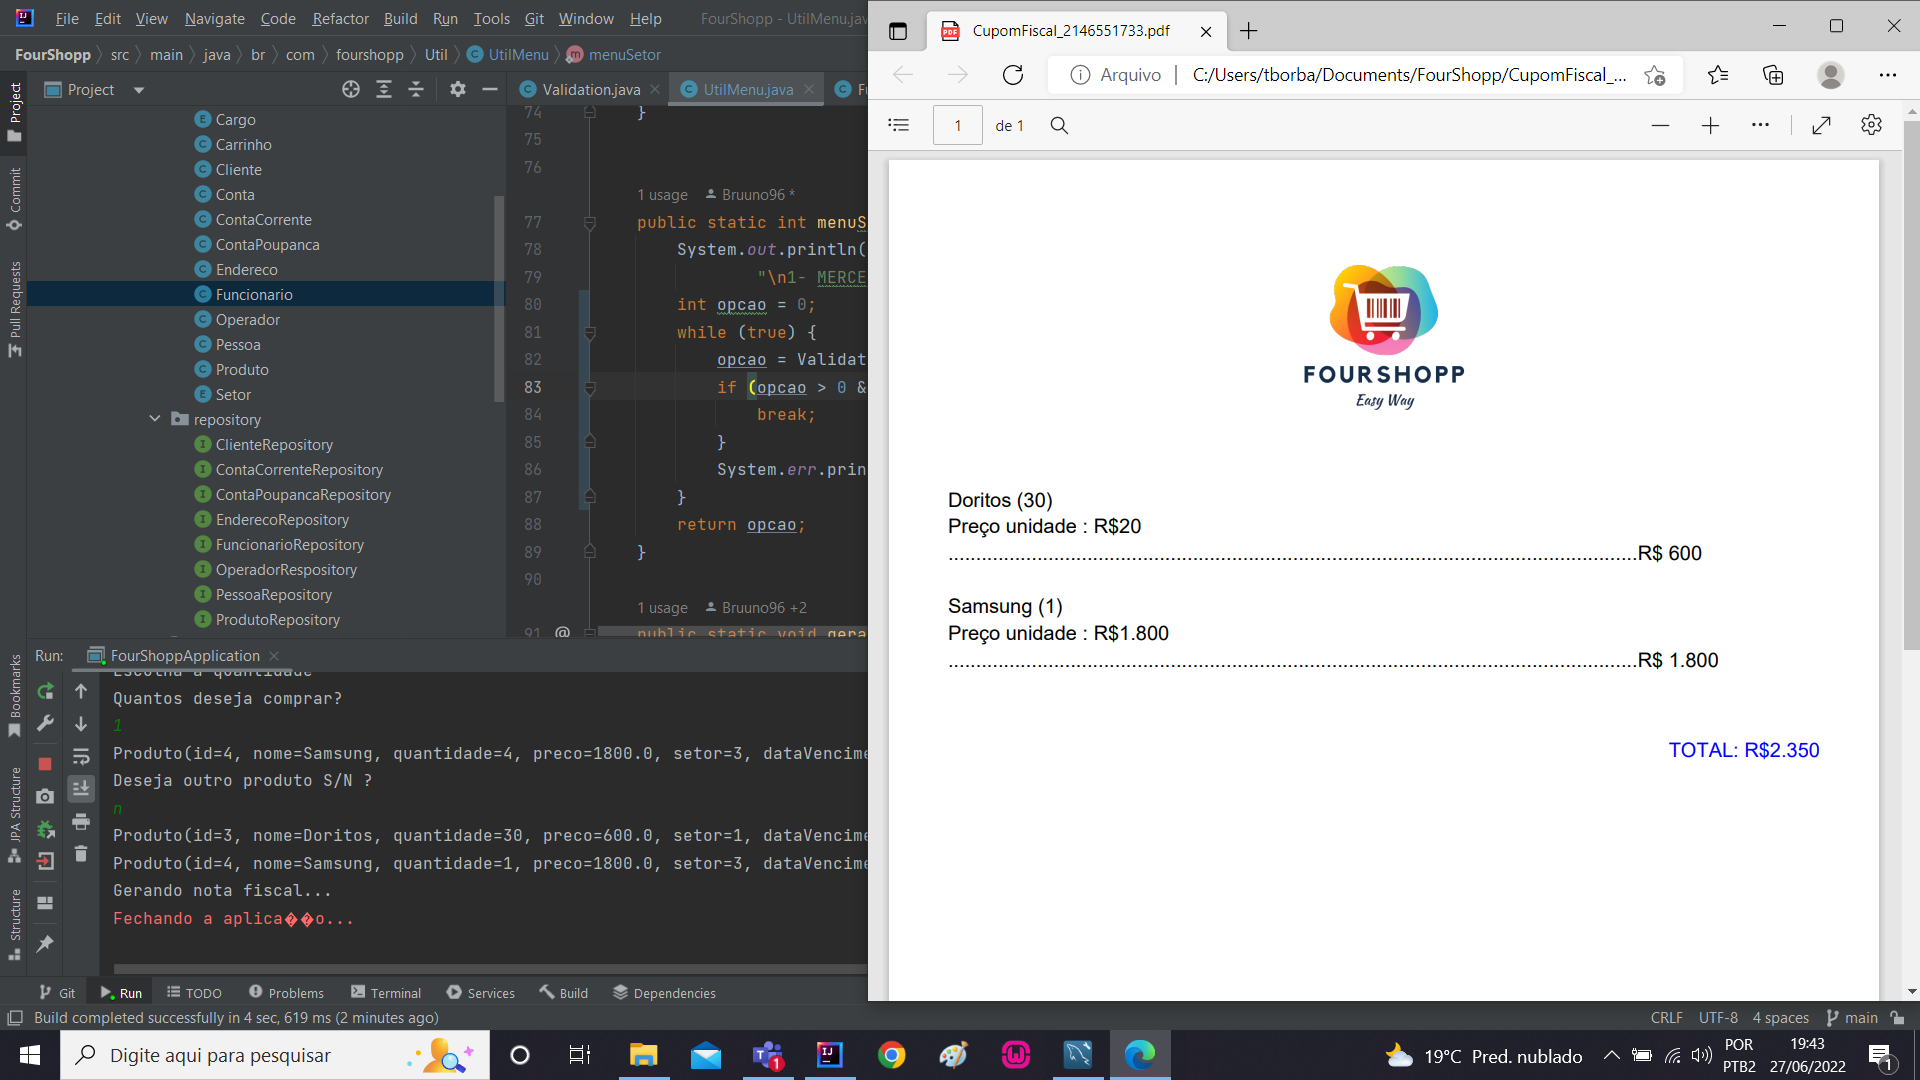 File Edit View Navigate Code Refactor Build Run Tools Git Window Help FourShopp - UtilMenu.jav
FourShopp src main java br com fourshopp Util UtilMenu menuSetor
Project
Validation.java
UtilMenu.java
Cargo
Carrinho
Cliente
Conta
ContaCorrente
ContaPoupanca
Endereco
Funcionario
Operador
Pessoa
Produto
Setor
repository
ClienteRepository
ContaCorrenteRepository
ContaPoupancaRepository
EnderecoRepository
FuncionarioRepository
OperadorRespository
PessoaRepository
ProdutoRepository
Project
Commit
Pull Requests
Bookmarks
JPA Structure
Structure
74 }
75
76
1 usage Bruuno96 *
77 public static int menuS
78 System.out.println(
79 "\n1- MERCE
80 int opcao = 0;
81 while (true) {
82 opcao = Validat
83 if (opcao > 0 &
84 break;
85 }
86 System.err.prin
87 }
88 return opcao;
89 }
90
1 usage Bruuno96 +2
91 @ public static void gera
Run: FourShoppApplication
Escolha a quantidade
Quantos deseja comprar?
1
Produto(id=4, nome=Samsung, quantidade=4, preco=1800.0, setor=3, dataVencime
Deseja outro produto S/N ?
n
Produto(id=3, nome=Doritos, quantidade=30, preco=600.0, setor=1, dataVencime
Produto(id=4, nome=Samsung, quantidade=1, preco=1800.0, setor=3, dataVencime
Gerando nota fiscal...
Fechando a aplica��o...
Git Run TODO Problems Terminal Services Build Dependencies
Build completed successfully in 4 sec, 619 ms (2 minutes ago)
CRLF UTF-8 4 spaces main
CupomFiscal_2146551733.pdf
Arquivo | C:/Users/tborba/Documents/FourShopp/CupomFiscal_...
1 de 1
FOURSHOPP
Easy Way
Doritos (30)
Preço unidade : R$20
...........................................................................................................................R$ 600
Samsung (1)
Preço unidade : R$1.800
...........................................................................................................................R$ 1.800
TOTAL: R$2.350
Digite aqui para pesquisar
1
19°C Pred. nublado
POR
PTB2
19:43
27/06/2022
1